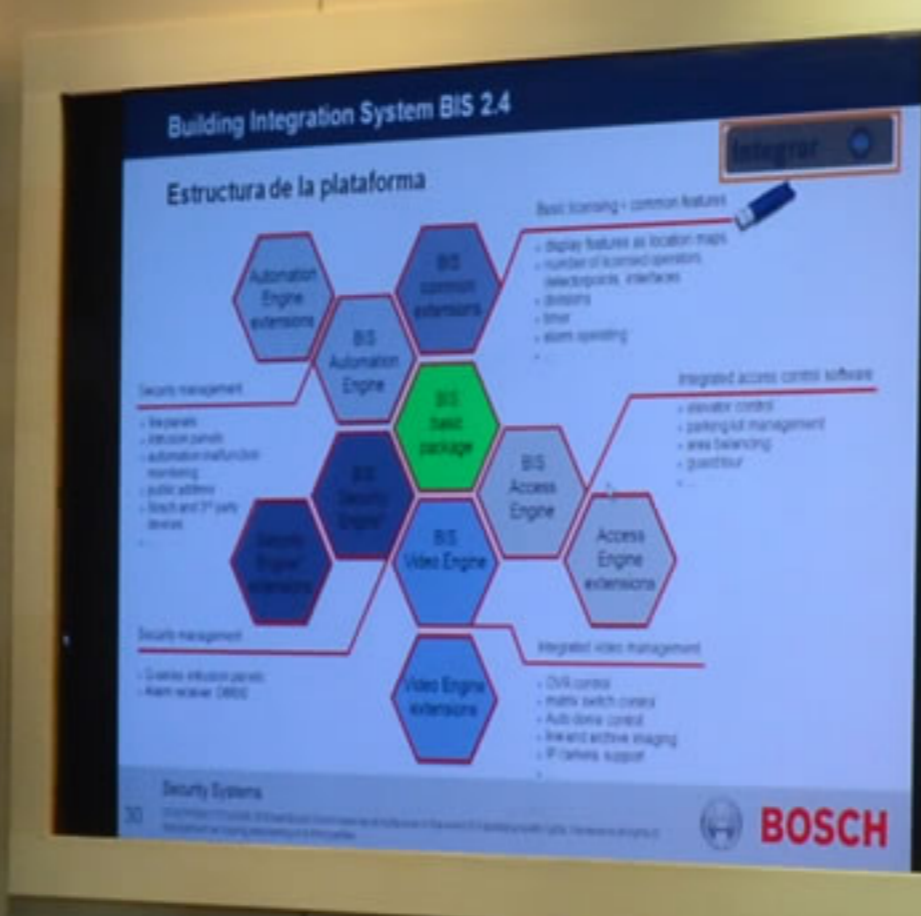 Building Integration System BIS 2.4
Integrar
Estructura de la plataforma
Basic licensing + common features
- display features as location maps
- number of licensed operators,
detectorpoints, interfaces
- divisions
- timer
- alarm operating
Automation
Engine
extensions
BIS
common
extensions
BIS
Automation
Engine
BIS
basic
package
Security management
- fire panels
- intrusion panels
- automation malfunction
monitoring
- public address
- Bosch and 3rd party
devices
Integrated access control software
- elevator control
- parking lot management
- area balancing
- guard tour
BIS
Security
Engine
BIS
Access
Engine
Security
Engine
extensions
BIS
Video Engine
Access
Engine
extensions
Security management
intrusion panels
- Alarm receiver
Video Engine
extensions
Integrated video management
- DVR control
- matrix switch control
- Auto dome control
- live and archive imaging
- IP camera support
30
Security Systems
BOSCH